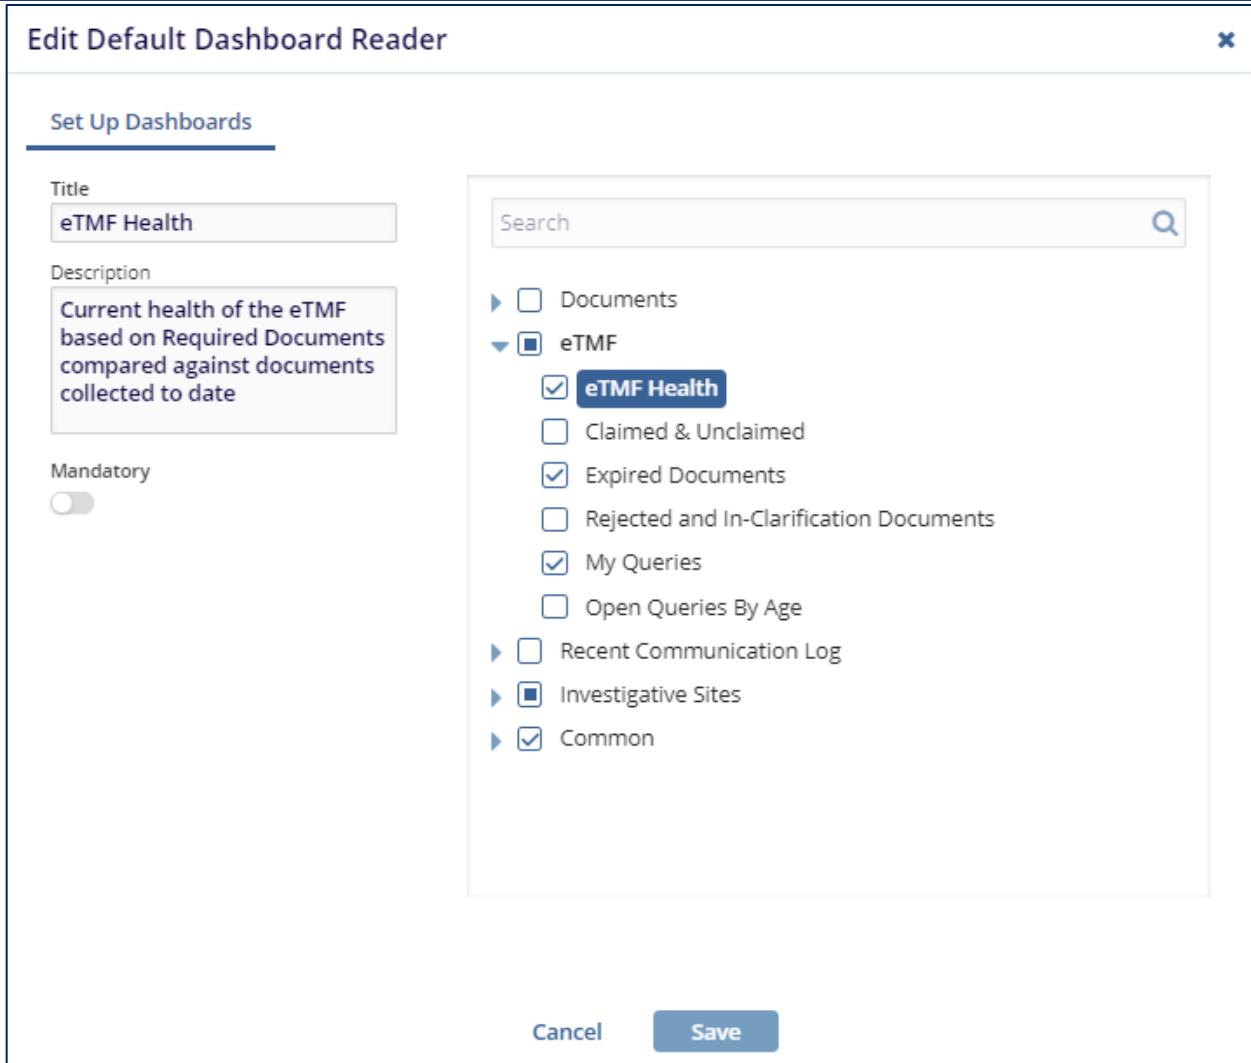 Edit Default Dashboard Reader
Set Up Dashboards
Title
eTMF Health
Description
Current health of the eTMF
based on Required Documents
compared against documents
collected to date
Mandatory
Search
Documents
eTMF
eTMF Health
Claimed & Unclaimed
Expired Documents
Rejected and In-Clarification Documents
My Queries
Open Queries By Age
Recent Communication Log
Investigative Sites
Common
Cancel
Save